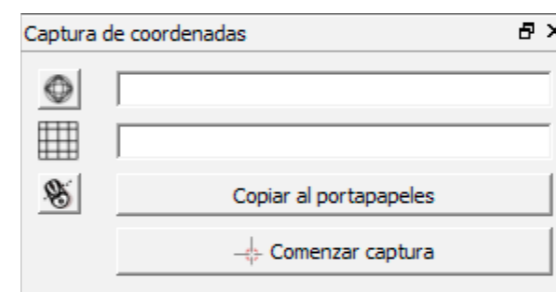 Captura de coordenadas
Copiar al portapapeles
Comenzar captura